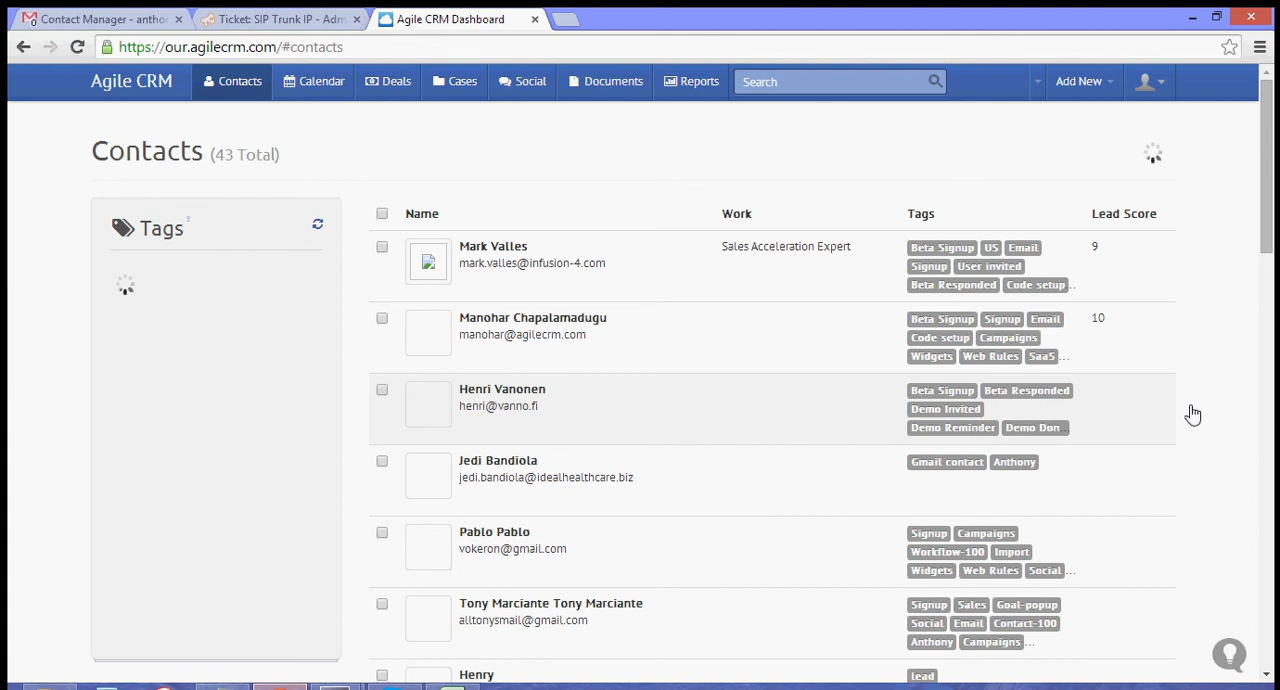 Contact Manager - anthor
Ticket: SIP Trunk IP - Adm
Agile CRM Dashboard
https://our.agilecrm.com/#contacts
Agile CRM Contacts Calendar Deals Cases Social Documents Reports Search Add New
Contacts (43 Total)
Tags
Name Work Tags Lead Score
Mark Valles
mark.valles@infusion-4.com
Sales Acceleration Expert
Beta Signup US Email
Signup User invited
Beta Responded Code setup...
9
Manohar Chapalamadugu
manohar@agilecrm.com
Beta Signup Signup Email
Code setup Campaigns
Widgets Web Rules SaaS...
10
Henri Vanonen
henri@vanno.fi
Beta Signup Beta Responded
Demo Invited
Demo Reminder Demo Don...
Jedi Bandiola
jedi.bandiola@idealhealthcare.biz
Gmail contact Anthony
Pablo Pablo
vokeron@gmail.com
Signup Campaigns
Workflow-100 Import
Widgets Web Rules Social...
Tony Marciante Tony Marciante
alltonysmail@gmail.com
Signup Sales Goal-popup
Social Email Contact-100
Anthony Campaigns...
Henry
lead